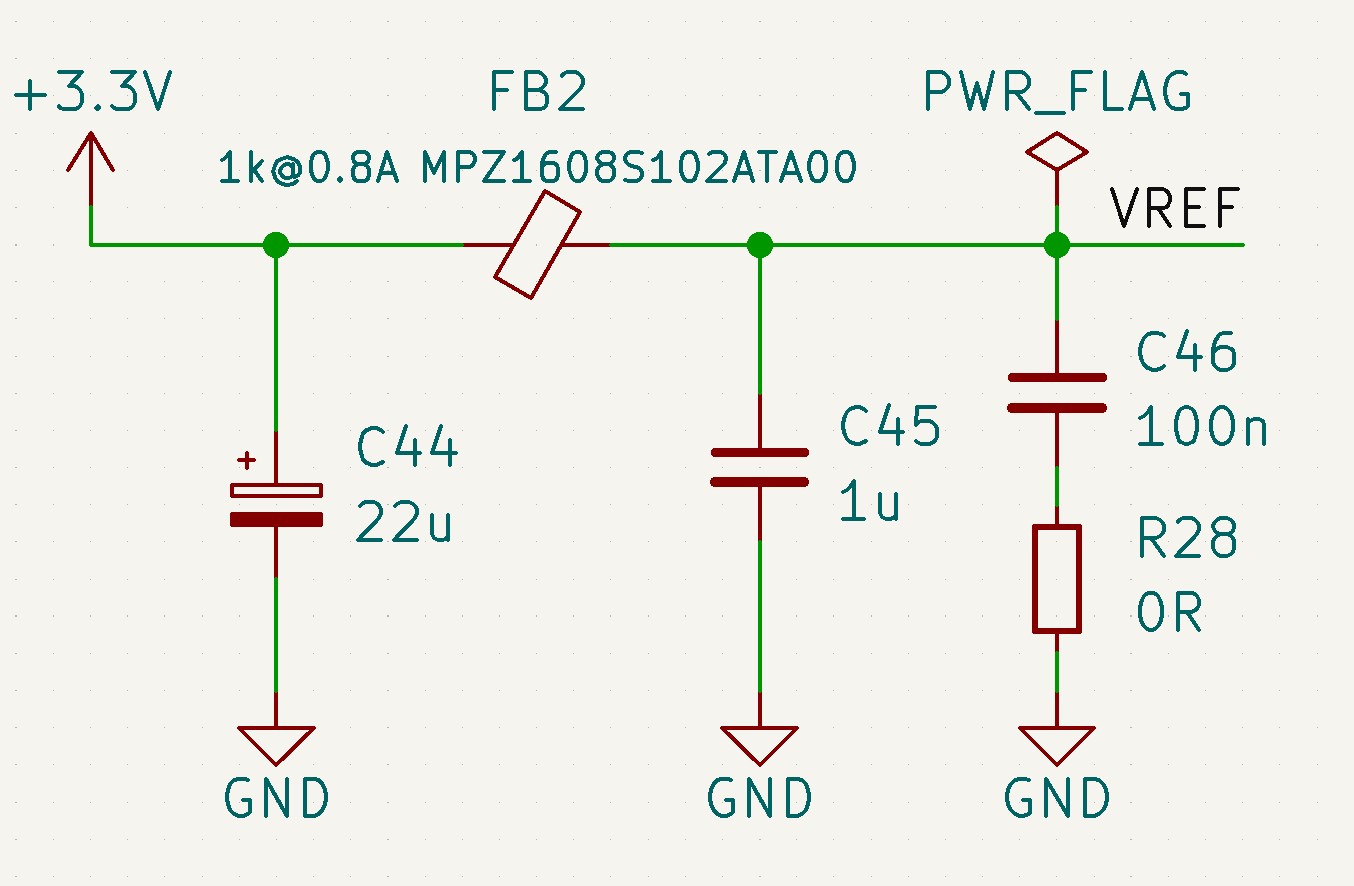 +3.3V
FB2
PWR_FLAG
1k@0.8A MPZ1608S102ATA00
VREF
+
C44
22u
C45
1u
C46
100n
R28
0R
GND
GND
GND